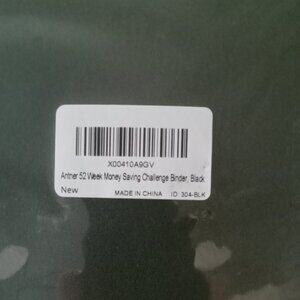 X00410A9GV
Antner 52 Week Money Saving Challenge Binder, Black
New
MADE IN CHINA ID: 304-BLK